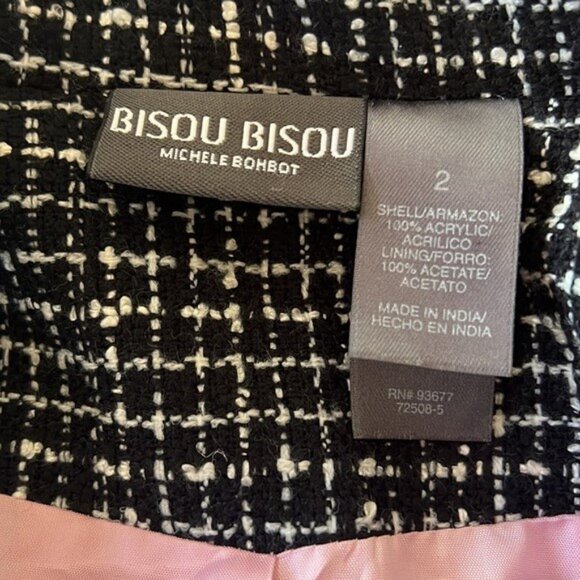 BISOU BISOU
MICHELE BOHBOT
2
SHELL/ARMAZON:
100% ACRYLIC/
ACRILICO
LINING/FORRO:
100% ACETATE/
ACETATO
MADE IN INDIA/
HECHO EN INDIA
RN# 93677
72508-5